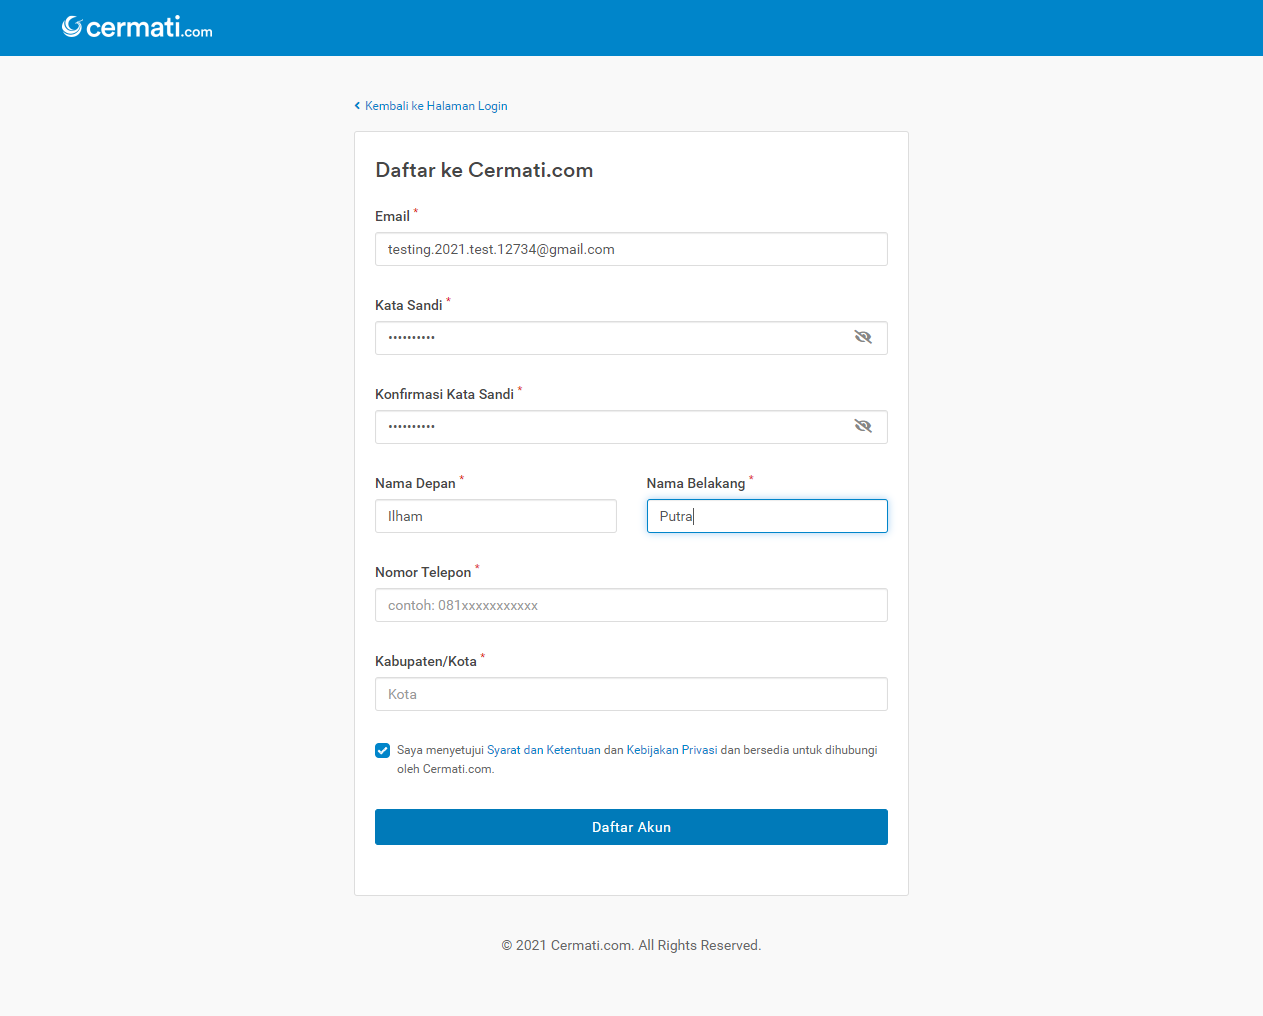 cermati.com
Kembali ke Halaman Login
Daftar ke Cermati.com
Email *
testing.2021.test.12734@gmail.com
Kata Sandi *
••••••••••
Konfirmasi Kata Sandi *
••••••••••
Nama Depan * Nama Belakang *
Ilham Putra
Nomor Telepon *
contoh: 081xxxxxxxxxxx
Kabupaten/Kota *
Kota
Saya menyetujui Syarat dan Ketentuan dan Kebijakan Privasi dan bersedia untuk dihubungi
oleh Cermati.com.
Daftar Akun
© 2021 Cermati.com. All Rights Reserved.